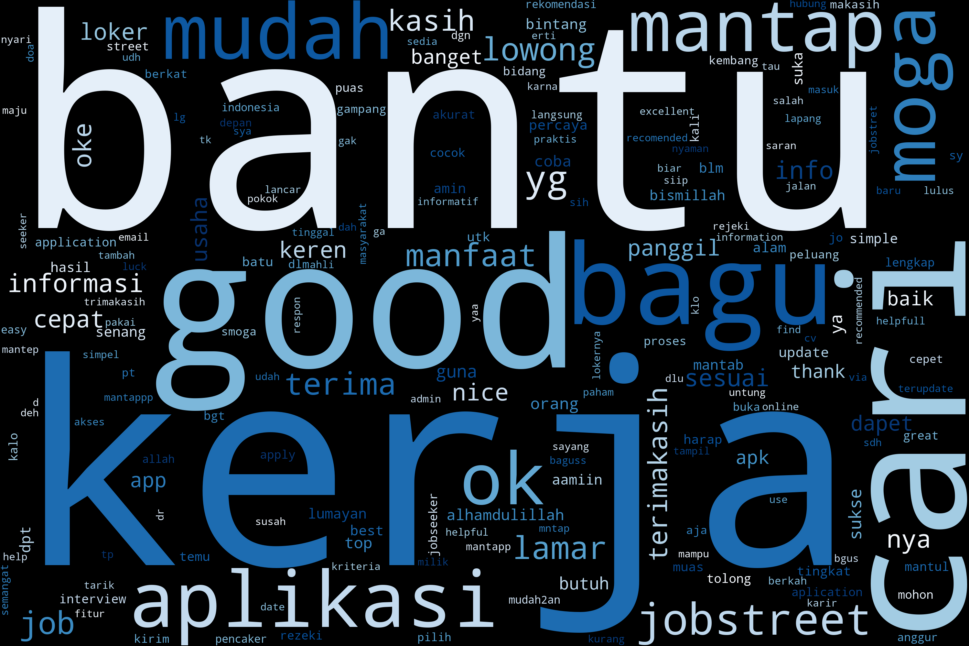 nyari
doa
loker
street
udh
berkat
mudah
kasih
sedia
dgn
banget
rekomendasi
bintang
erti
lowong
bidang
karna
mantap
hubung
makasih
kembang
tau
suka
masuk
moga
maju
bantu
oke
lg
indonesia
depan
sya
tk
puas
gampang
gak
akurat
cocok
amin
informatif
yg
langsung
percaya
praktis
coba
sih
excellent
kali
recomended
nyaman
biar
siip
blm
bismillah
salah
lapang
saran
info
jalan
jobstret
baru
lulus
sy
seeker
application
email
tambah
hasil
luck
informasi
trimakasih
usaha
lancar
pokok
tinggal
dah
masyarakat
ga
keren
batu
dlmahli
utk
manfaat
rejeki
information
panggil
alam
peluang
jo
simple
lengkap
good
bagu
cari
baik
easy
cepat
pakai
senang
smoga
respon
yaa
klo
ya
find
cv
recommended
helpfull
mantep
simpel
pt
mantappp
udah
terima
guna
nice
admin
lokernya
paham
proses
dlu
mantab
sesuai
untung
update
thank
via
cepet
terupdate
d
deh
kalo
akses
bgt
orang
buka
online
kerja
allah
app
apply
dr
susah
lumayan
best
top
ok
sayang
baguss
aamiin
alhamdulillah
jobseeker
helpful
mntap
mantapp
lamar
terimakasih
harap
tampil
apk
use
aja
mampu
dapet
sdh
great
sukse
nya
help
dpt
tp
temu
kriteria
milik
butuh
muas
tolong
tingkat
berkah
bgus
mantul
semangat
tarik
interview
fitur
job
aplikasi
date
mudah2an
aplication
karir
mohon
kirim
pencaker
rezeki
pilih
kurang
jobstreet
anggur